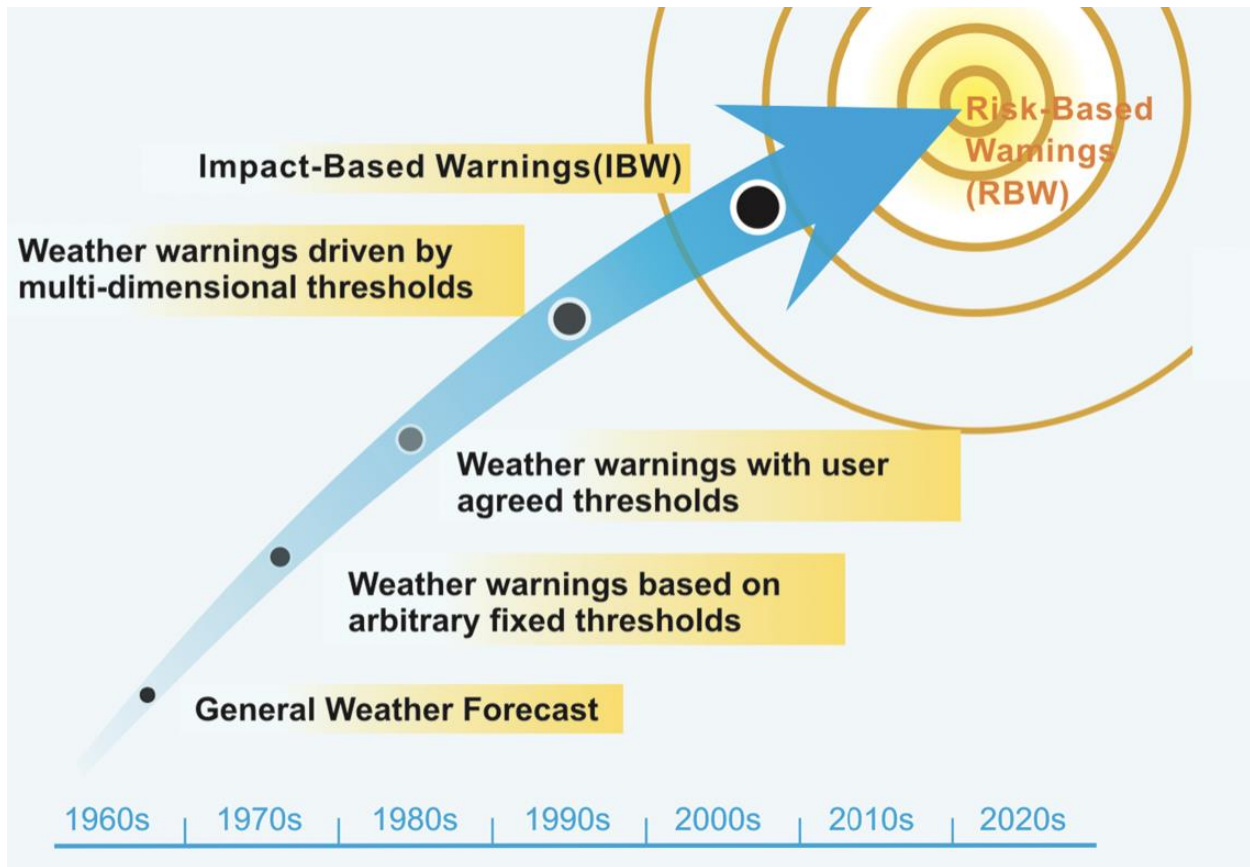 Risk-Based
Wamings
(RBW)
Impact-Based Warnings(IBW)
Weather warnings driven by
multi-dimensional thresholds
Weather warnings with user
agreed thresholds
Weather warnings based on
arbitrary fixed thresholds
General Weather Forecast
1960s
1970s
1980s
1990s
2000s
2010s
2020s